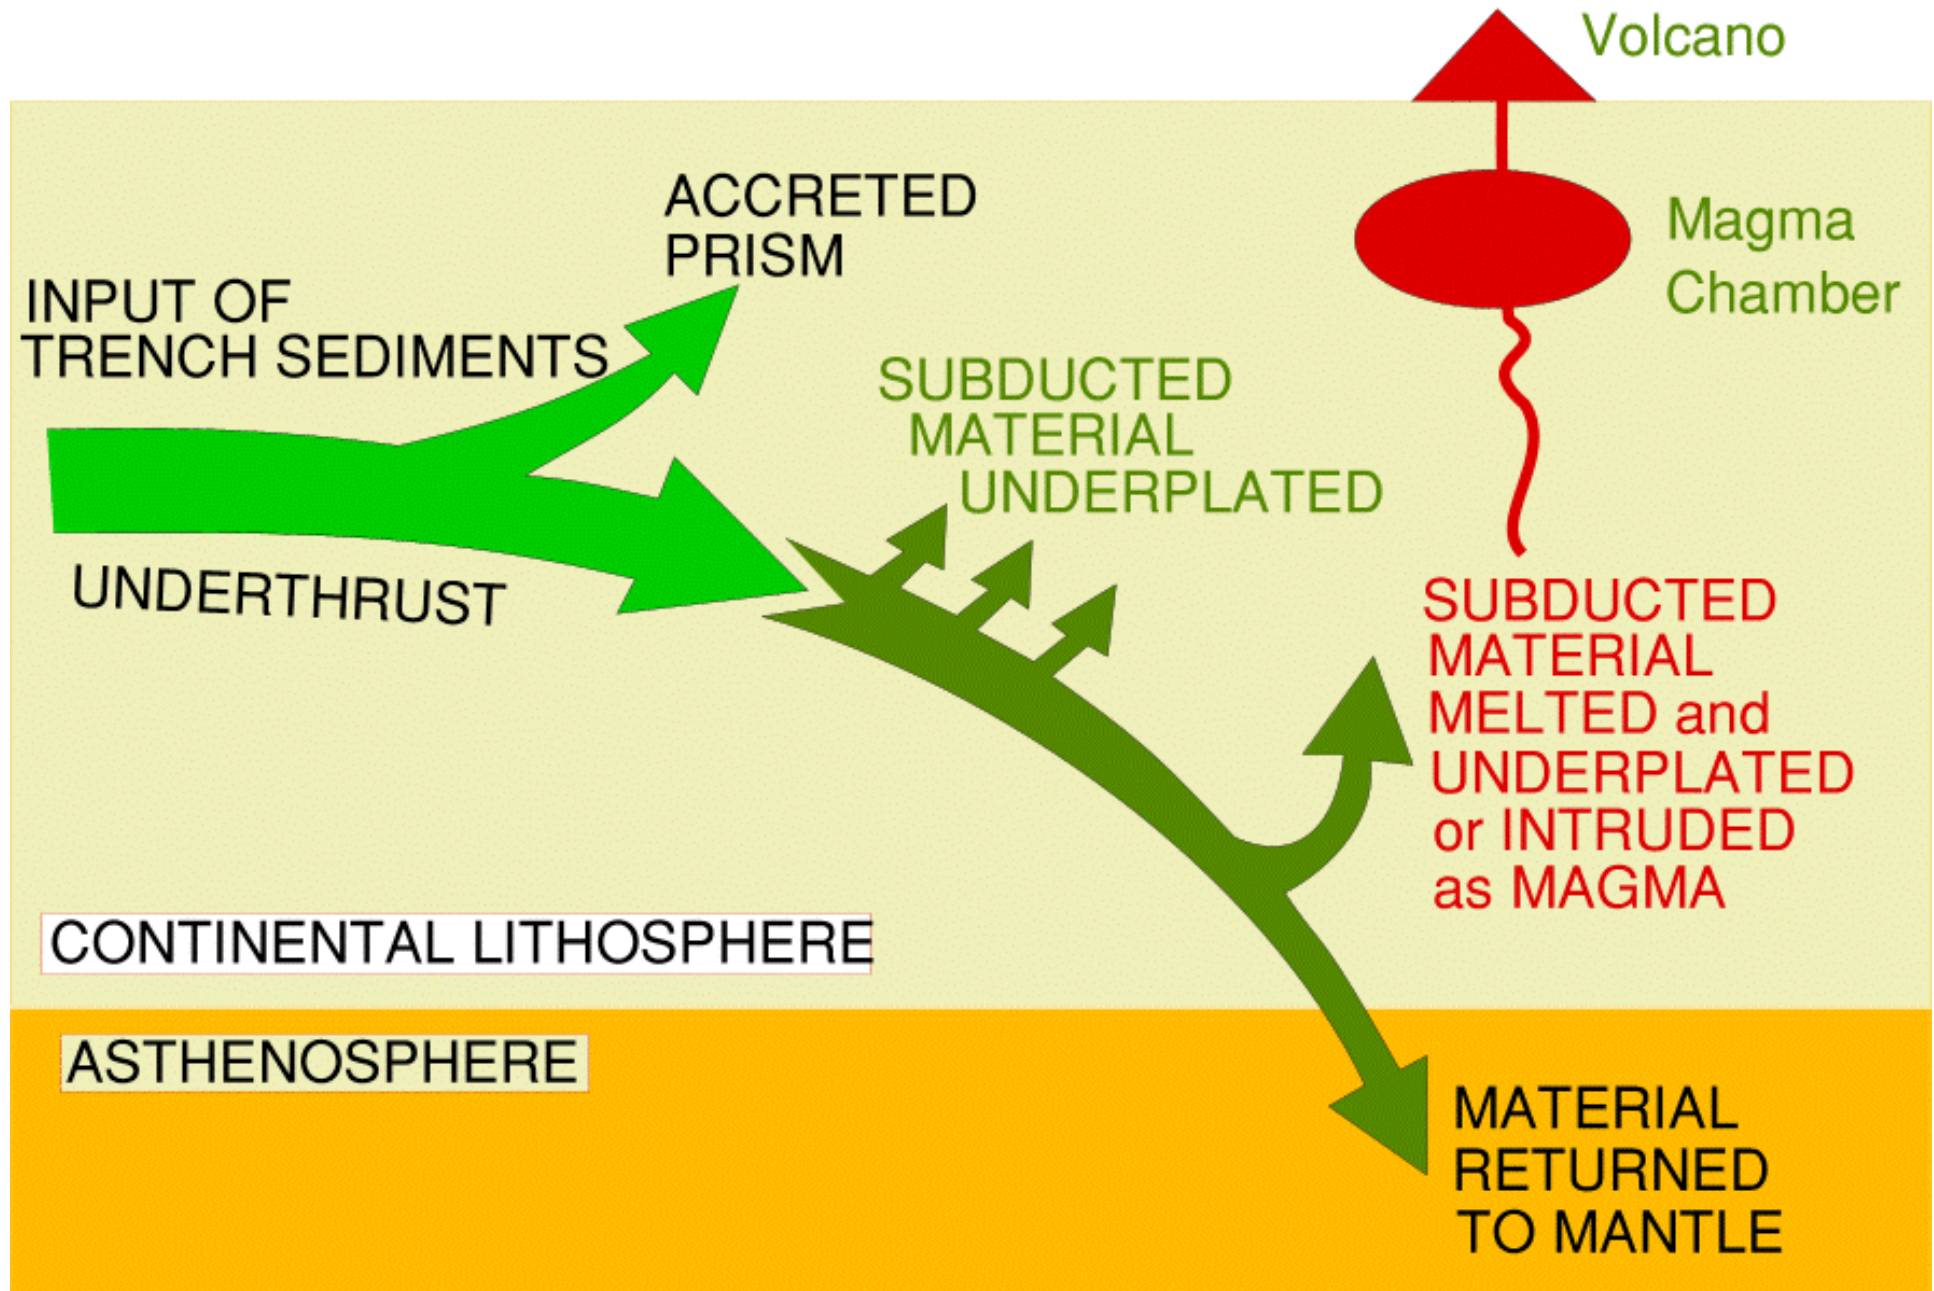 Volcano
ACCRETED
PRISM
Magma
Chamber
INPUT OF
TRENCH SEDIMENTS
SUBDUCTED
MATERIAL
UNDERPLATED
UNDERTHRUST
SUBDUCTED
MATERIAL
MELTED and
UNDERPLATED
or INTRUDED
as MAGMA
CONTINENTAL LITHOSPHERE
ASTHENOSPHERE
MATERIAL
RETURNED
TO MANTLE